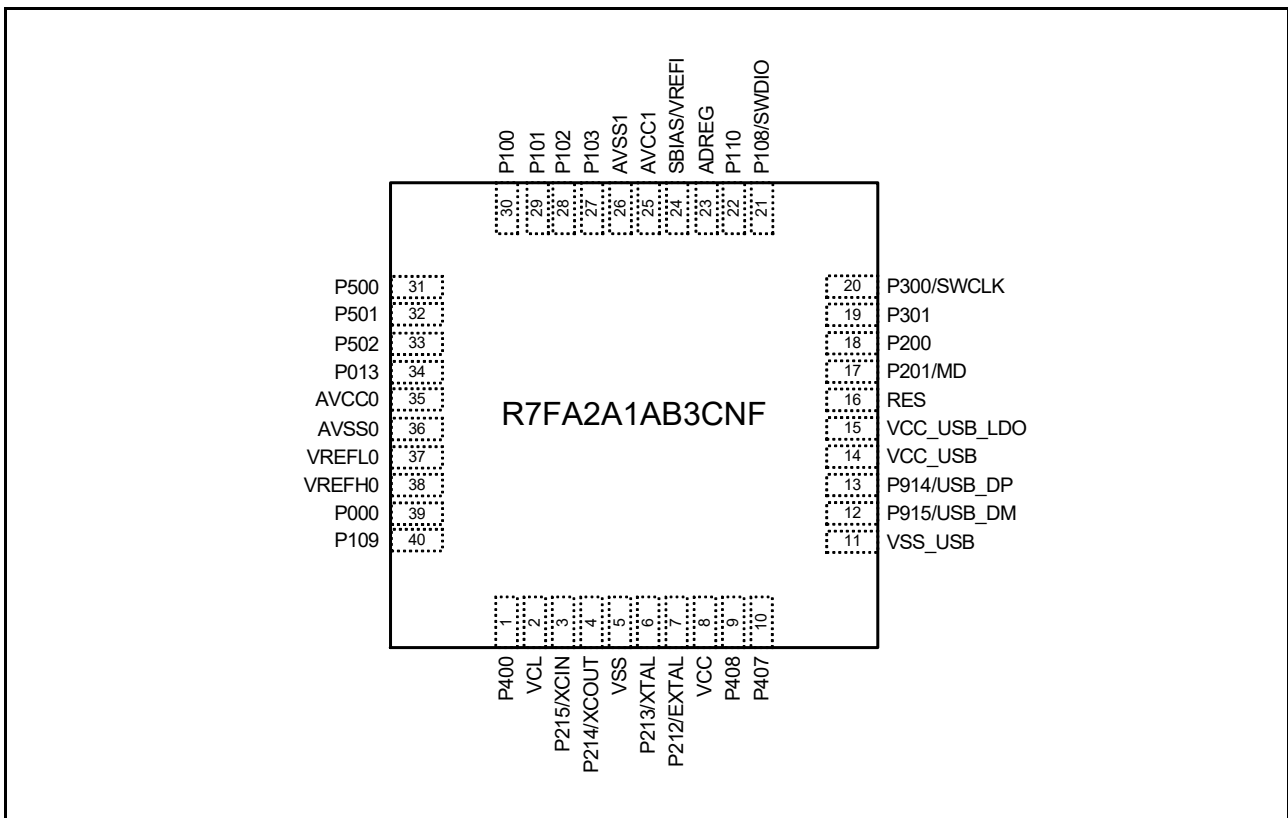 P100
P101
P102
P103
AVSS1
AVCC1
SBIAS/VREFI
ADREG
P110
P108/SWDIO
30
29
28
27
26
25
24
23
22
21
P500 31
P501 32
P502 33
P013 34
AVCC0 35
AVSS0 36
VREFL0 37
VREFH0 38
P000 39
P109 40
R7FA2A1AB3CNF
20 P300/SWCLK
19 P301
18 P200
17 P201/MD
16 RES
15 VCC_USB_LDO
14 VCC_USB
13 P914/USB_DP
12 P915/USB_DM
11 VSS_USB
1
2
3
4
5
6
7
8
9
10
P400
VCL
P215/XCIN
P214/XCOUT
VSS
P213/XTAL
P212/EXTAL
VCC
P408
P407